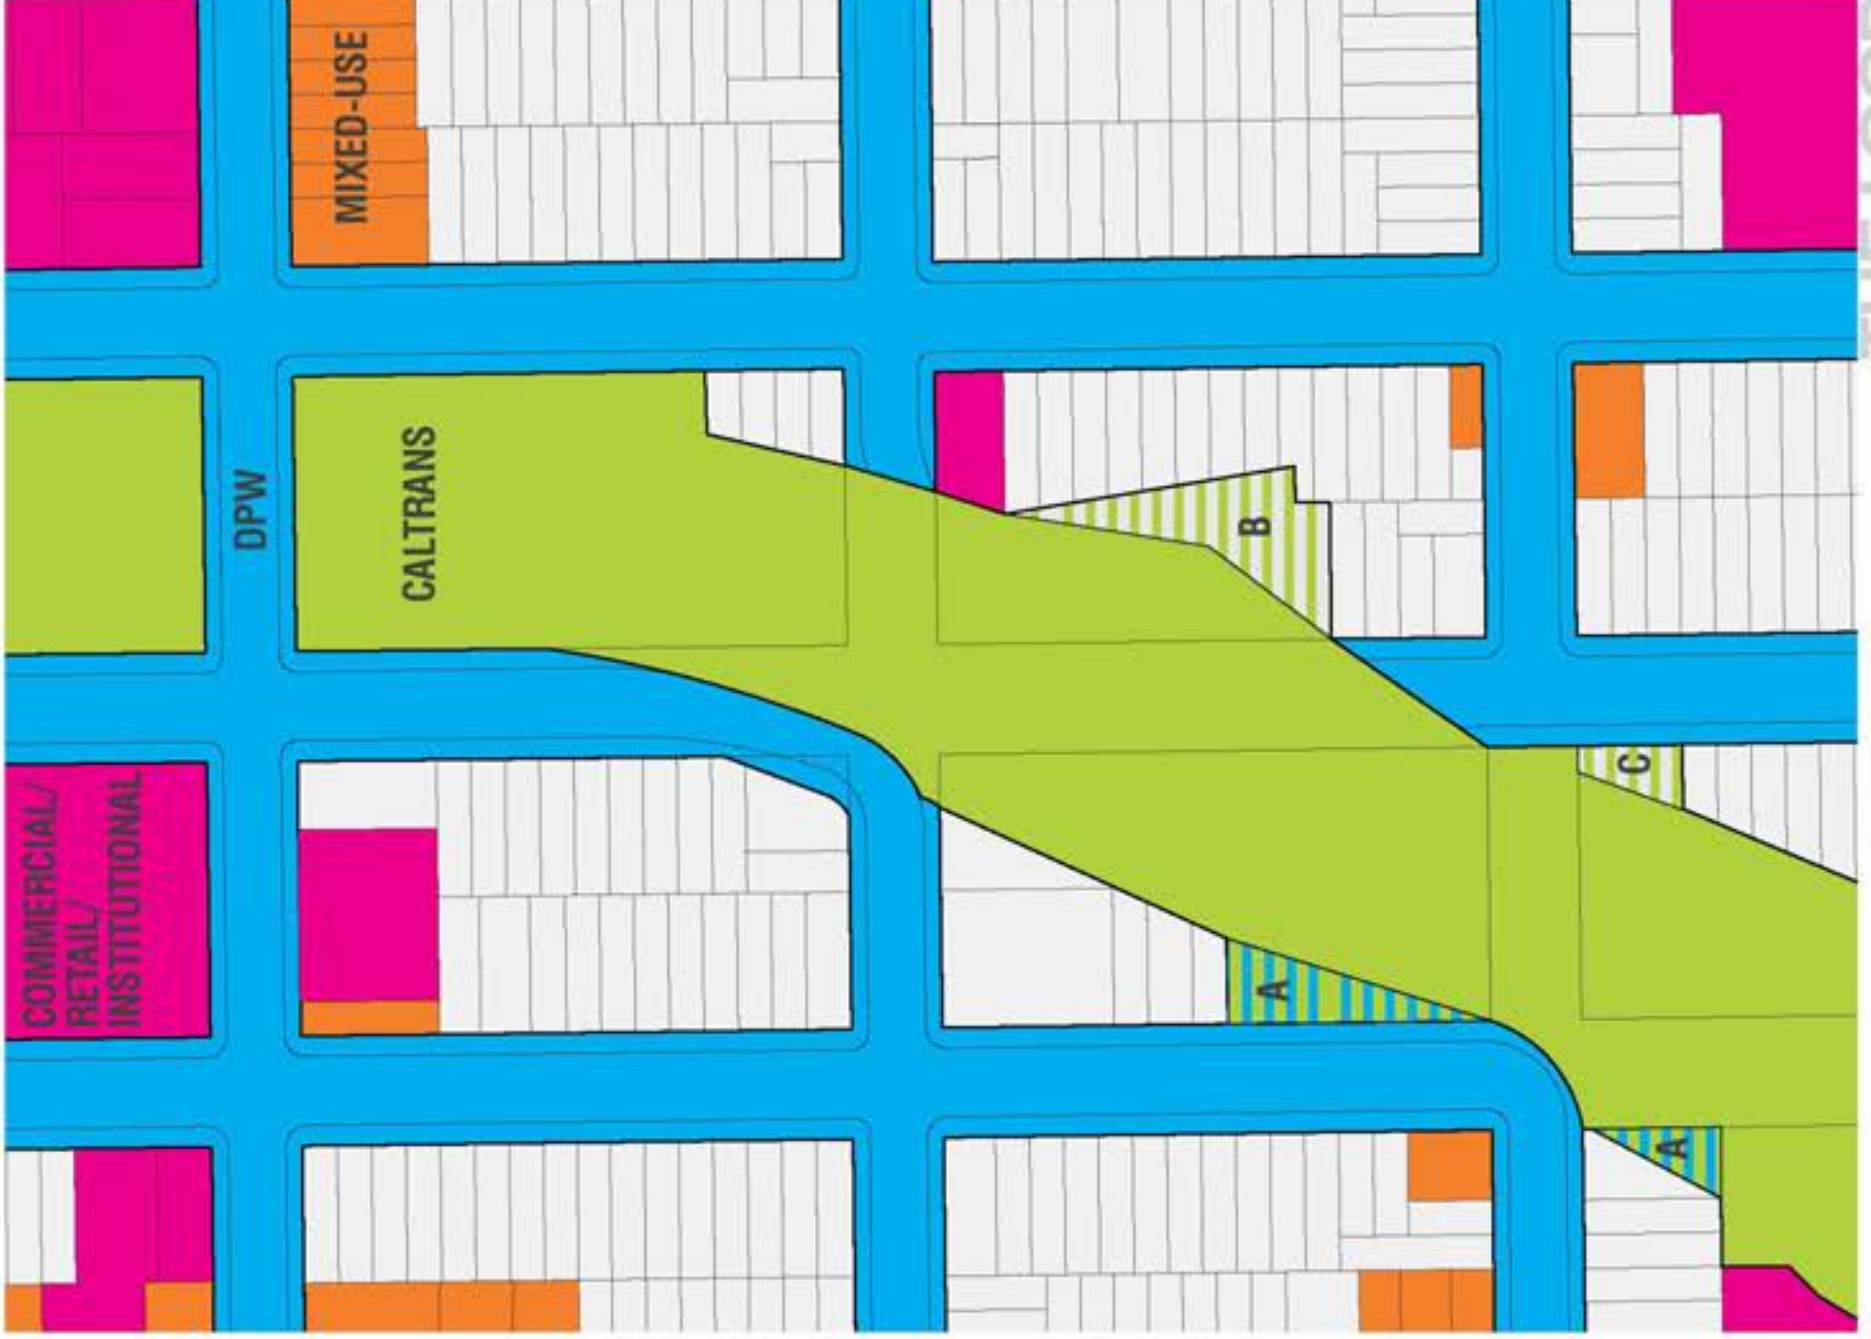 MIXED-USE
DPW
CALTRANS
B
C
COMMERCIAL/
RETAIL/
INSTITUTIONAL
A
A